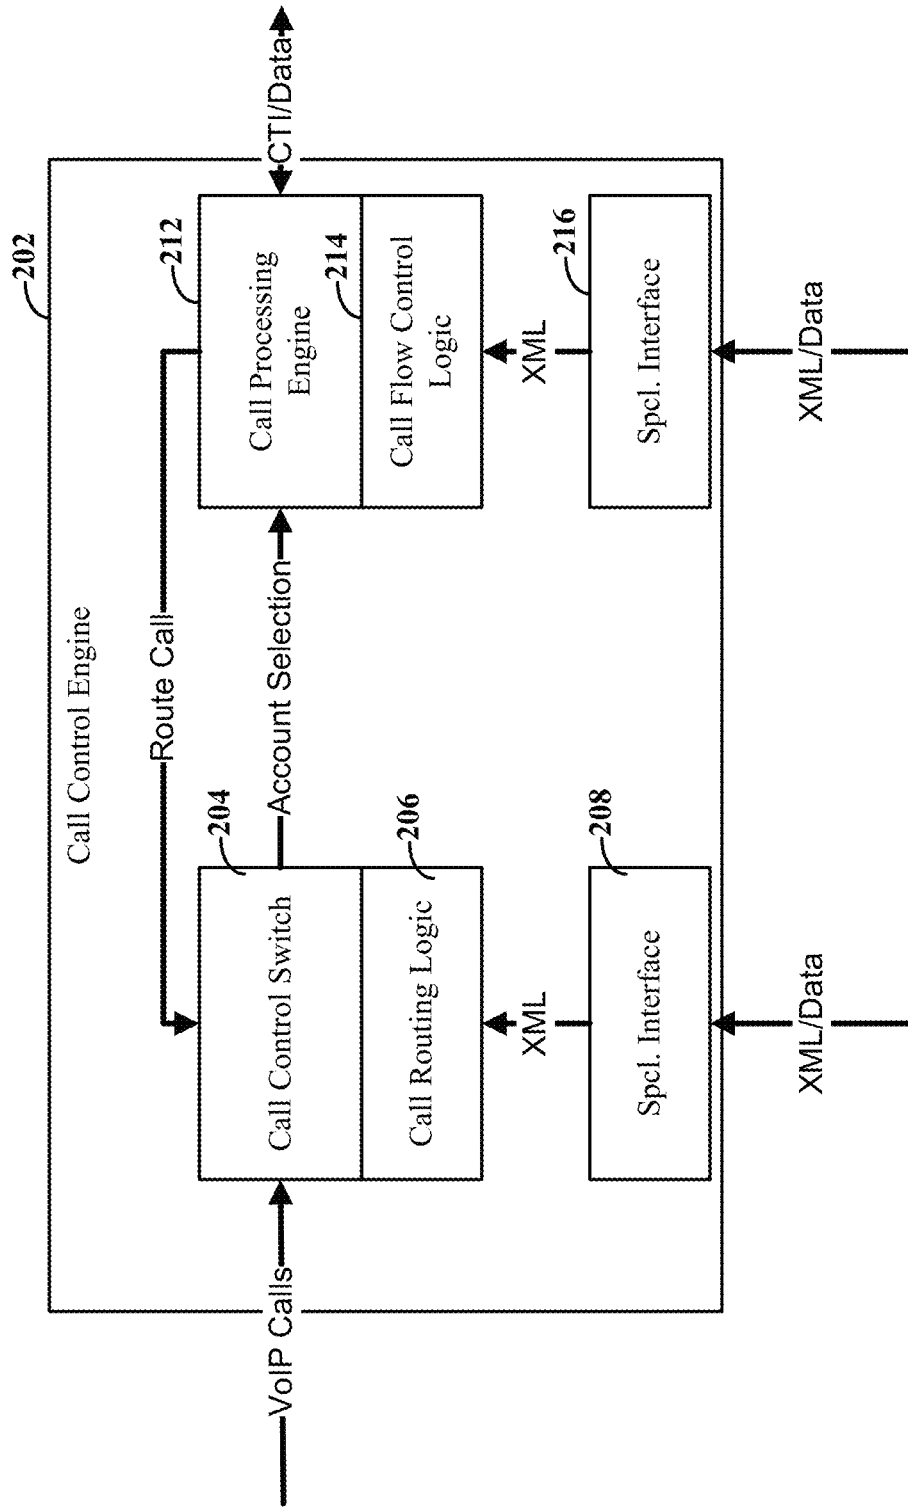 202
Call Control Engine
Route Call
204
212
VoIP Calls
Call Control Switch
Account Selection
Call Processing
Engine
CTI/Data
206
214
Call Routing Logic
Call Flow Control
Logic
XML
XML
208
216
Spcl. Interface
Spcl. Interface
XML/Data
XML/Data